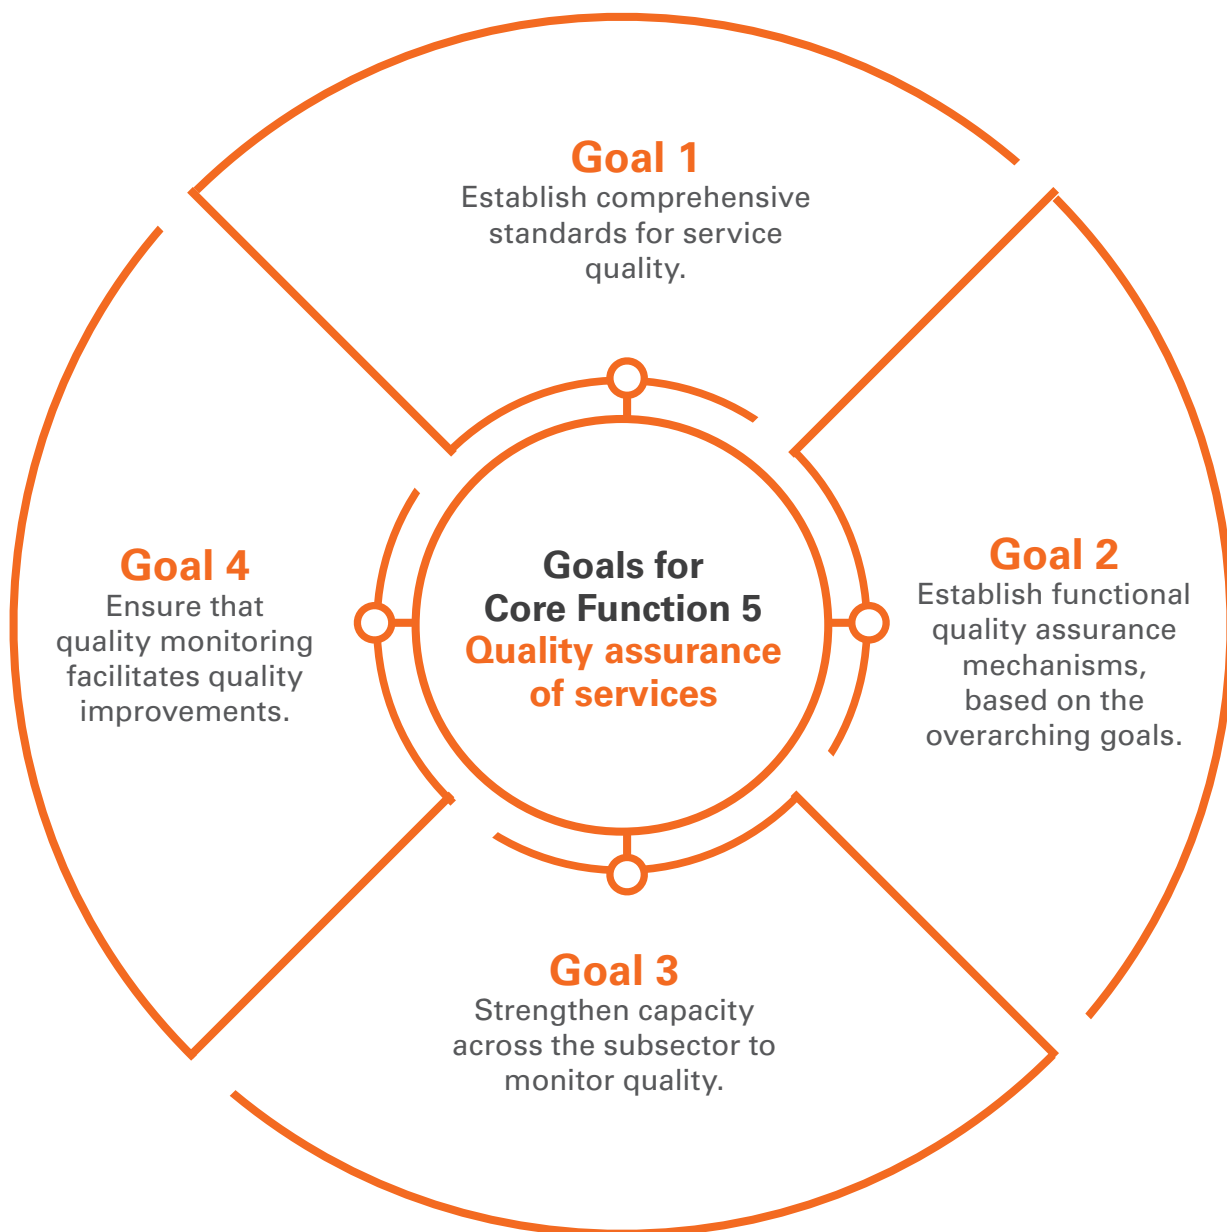 Goal 1
Establish comprehensive
standards for service
quality.
Goal 2
Establish functional
quality assurance
mechanisms,
based on the
overarching goals.
Goal 3
Strengthen capacity
across the subsector to
monitor quality.
Goal 4
Ensure that
quality monitoring
facilitates quality
improvements.
Goals for
Core Function 5
Quality assurance
of services